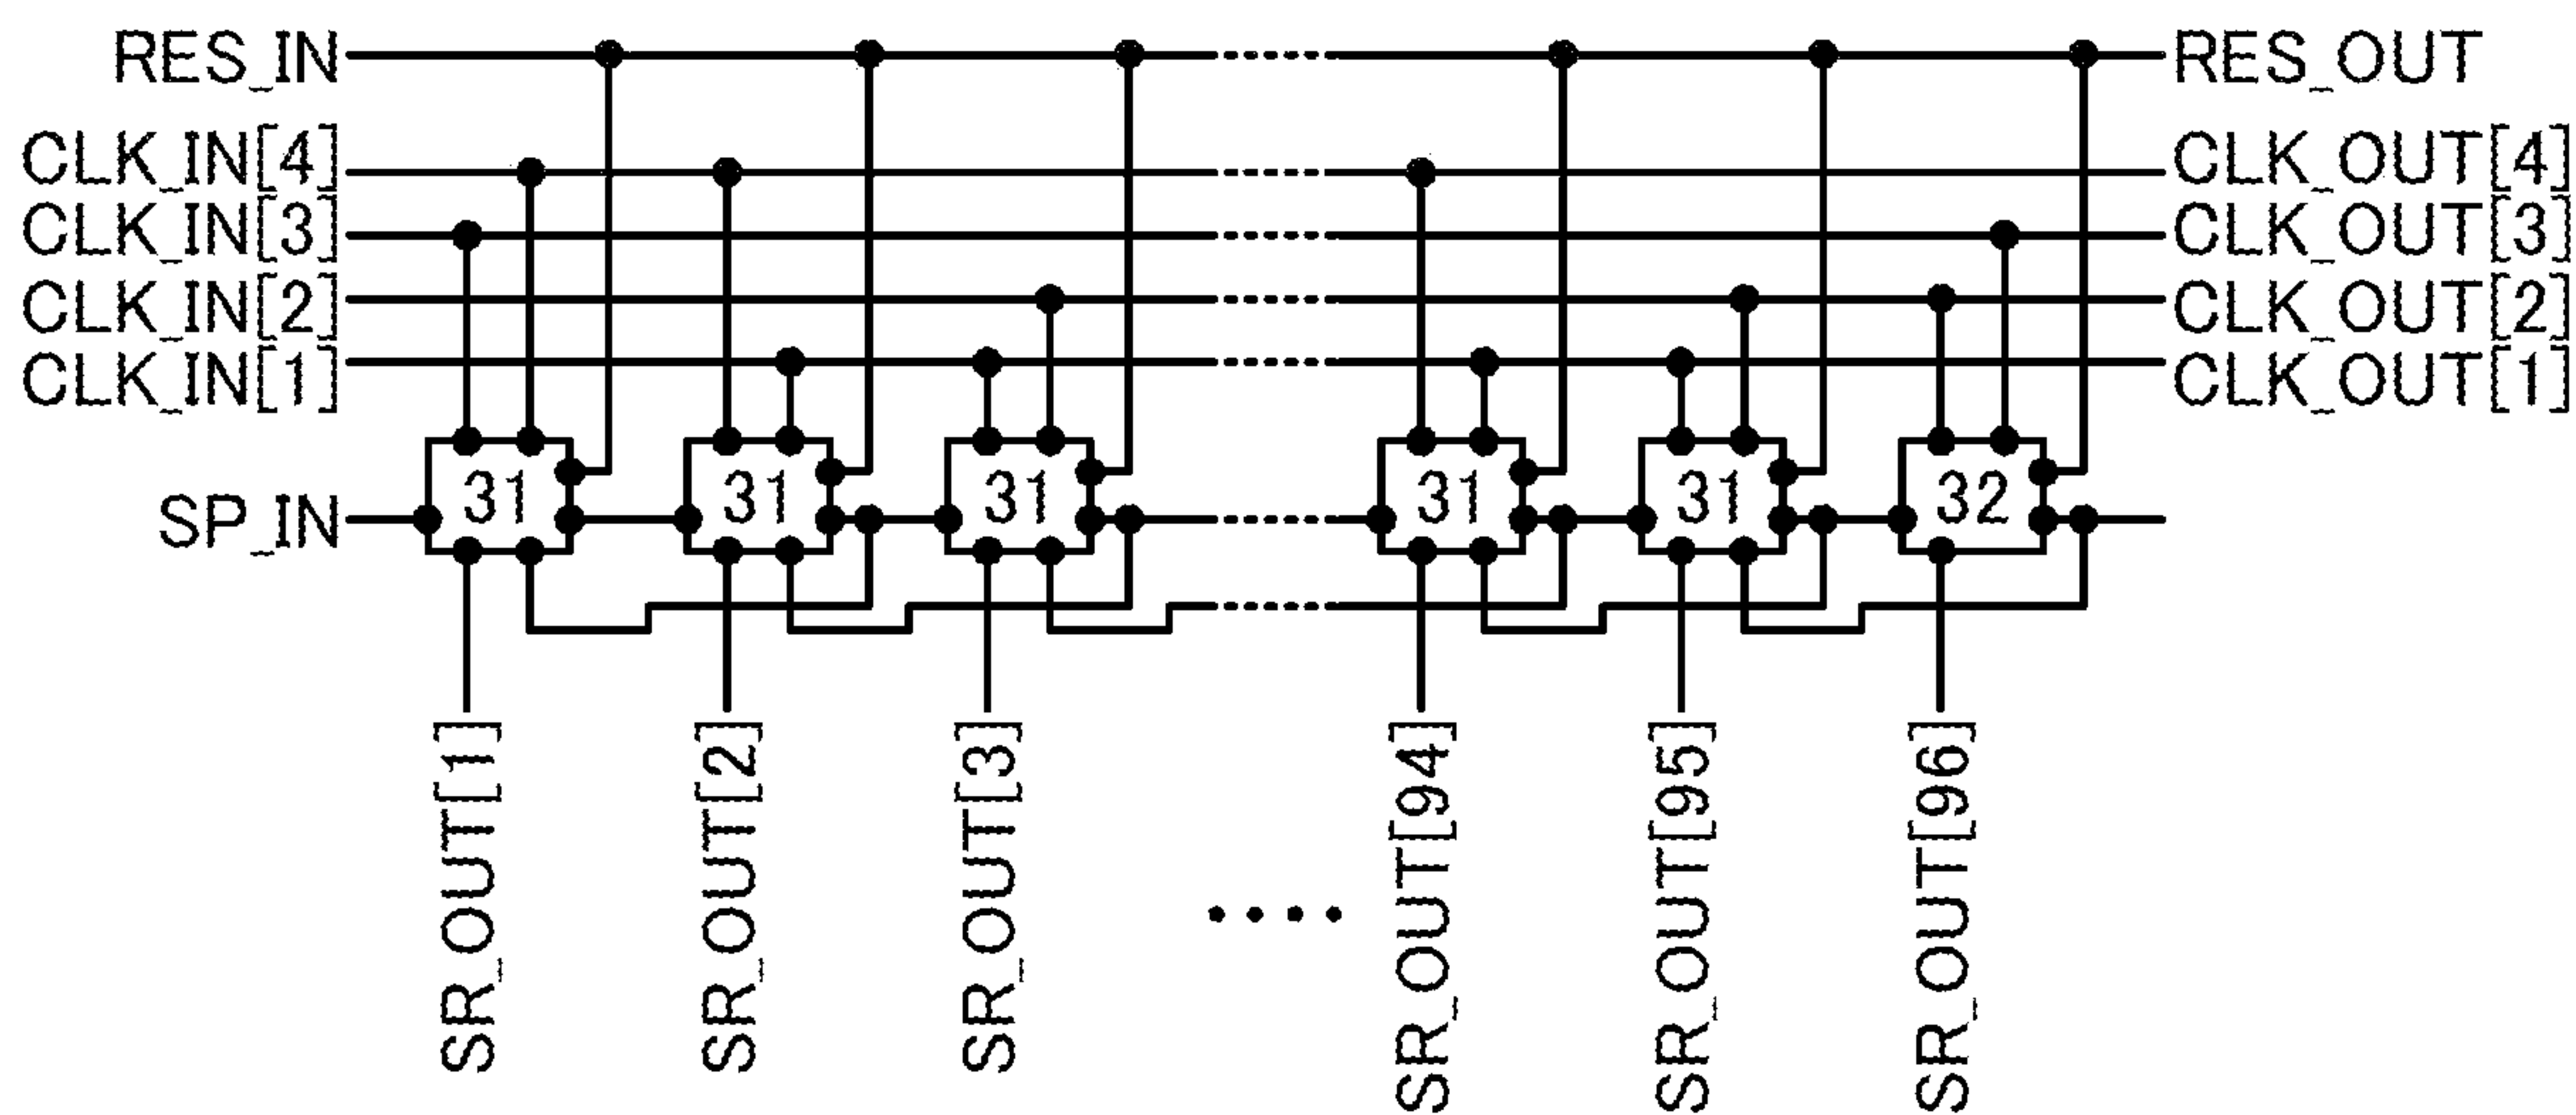 RES_IN
RES_OUT
CLK_IN[4]
CLK_OUT[4]
CLK_IN[3]
CLK_OUT[3]
CLK_IN[2]
CLK_OUT[2]
CLK_IN[1]
CLK_OUT[1]
SP_IN
31
31
31
31
31
32
SR_OUT[1]
SR_OUT[2]
SR_OUT[3]
....
SR_OUT[94]
SR_OUT[95]
SR_OUT[96]